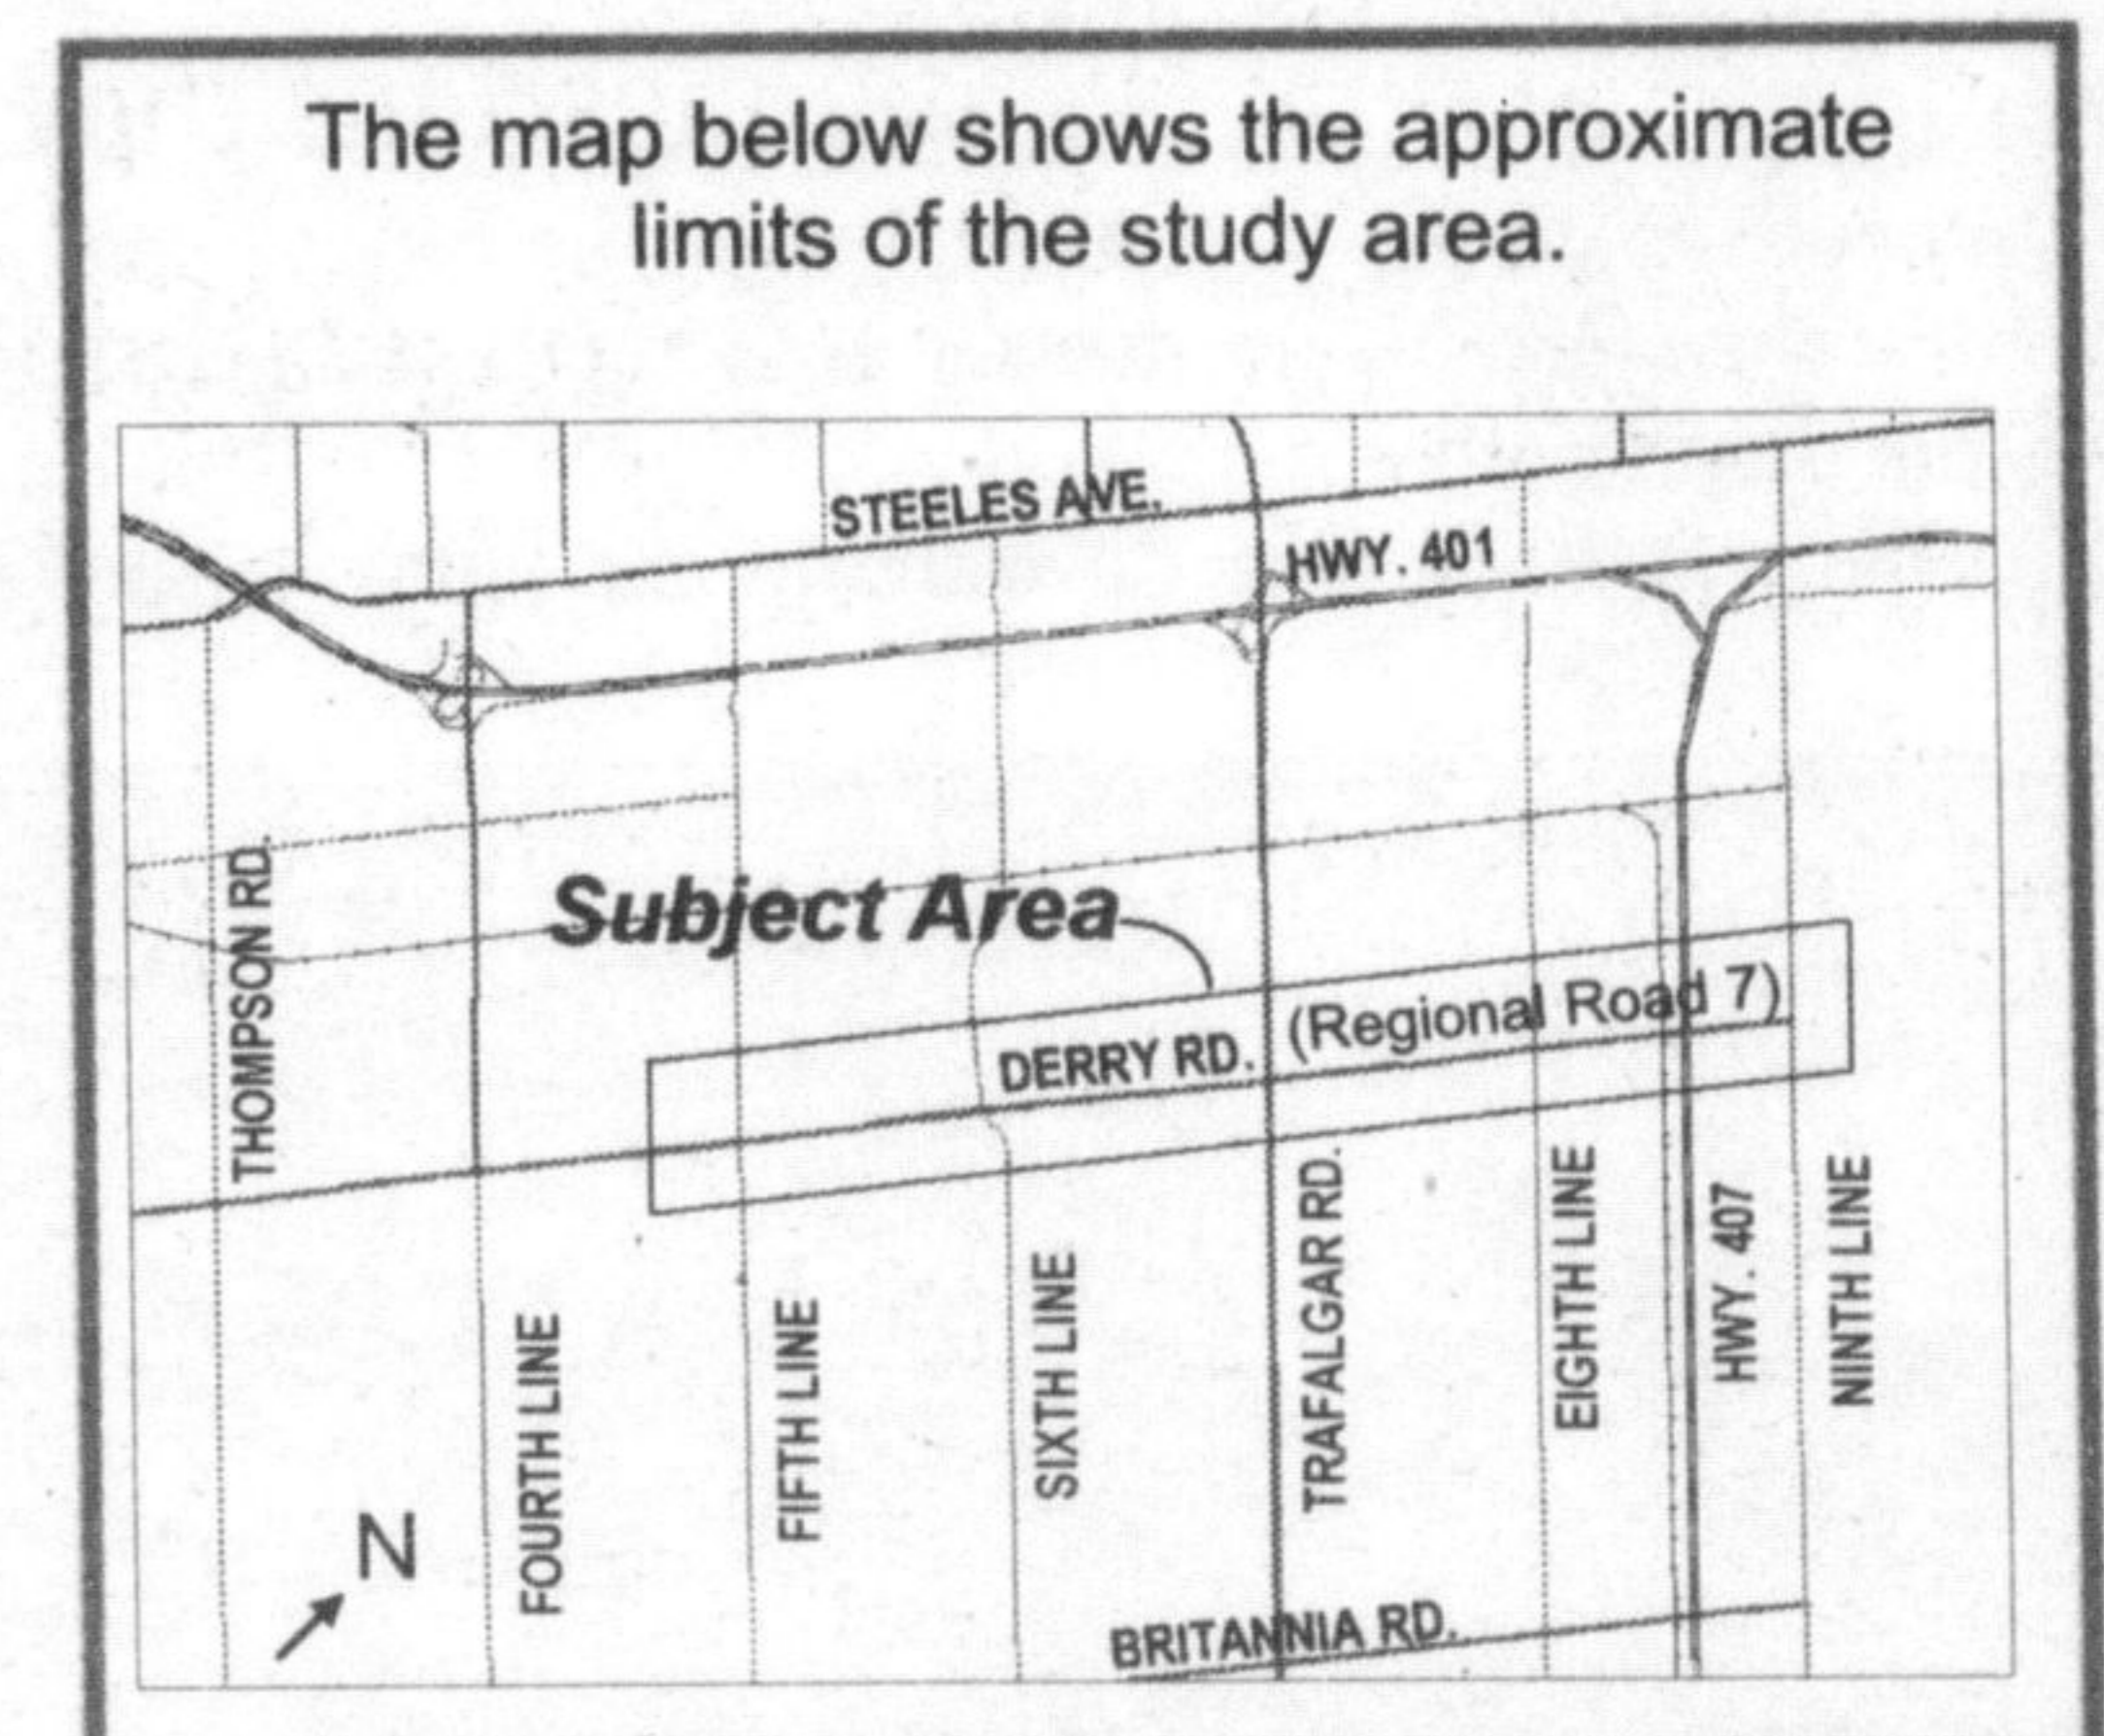 The map below shows the approximate
limits of the study area.
STEELES AVE.
HWY. 401
THOMPSON RD.
Subject Area
DERRY RD. (Regional Road 7)
FOURTH LINE
FIFTH LINE
SIXTH LINE
TRAFALGAR RD.
EIGHTH LINE
HWY. 407
NINTH LINE
N
BRITANNIA RD.